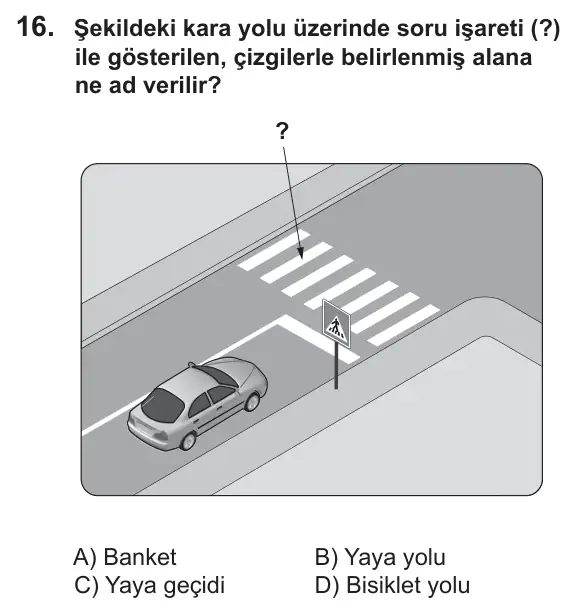 16. Şekildeki kara yolu üzerinde soru işareti (?)
ile gösterilen, çizgilerle belirlenmiş alana
ne ad verilir?
?
A) Banket B) Yaya yolu
C) Yaya geçidi D) Bisiklet yolu